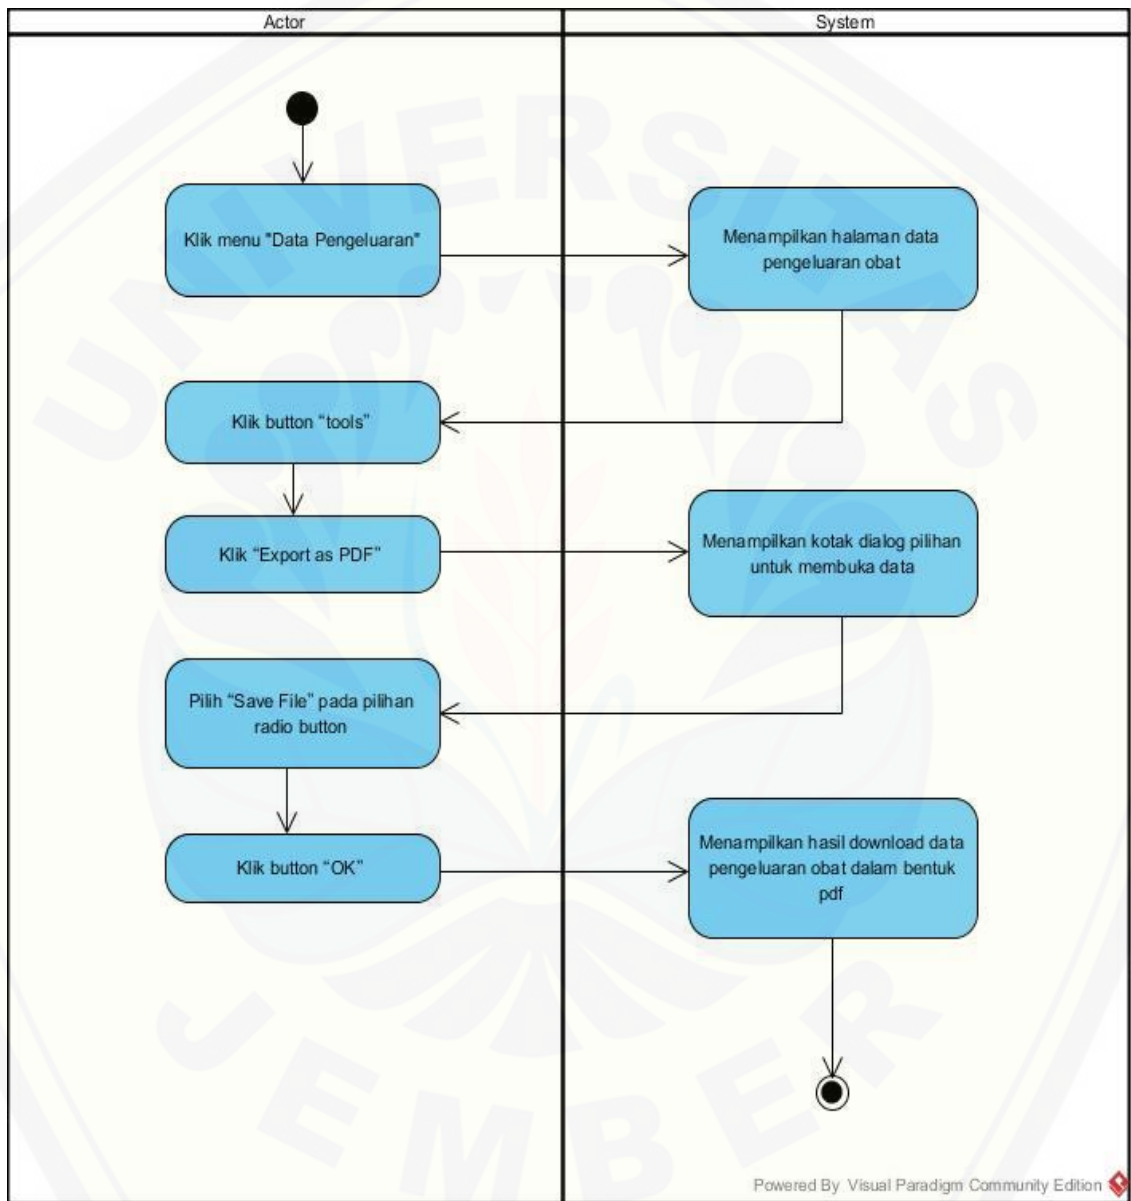 Actor
System
Klik menu "Data Pengeluaran"
Menampilkan halaman data
pengeluaran obat
Klik button “tools”
Klik “Export as PDF”
Menampilkan kotak dialog pilihan
untuk membuka data
Pilih “Save File” pada pilihan
radio button
Klik button “OK”
Menampilkan hasil download data
pengeluaran obat dalam bentuk
pdf
UNIVERSITAS
JEMBER
Powered By Visual Paradigm Community Edition